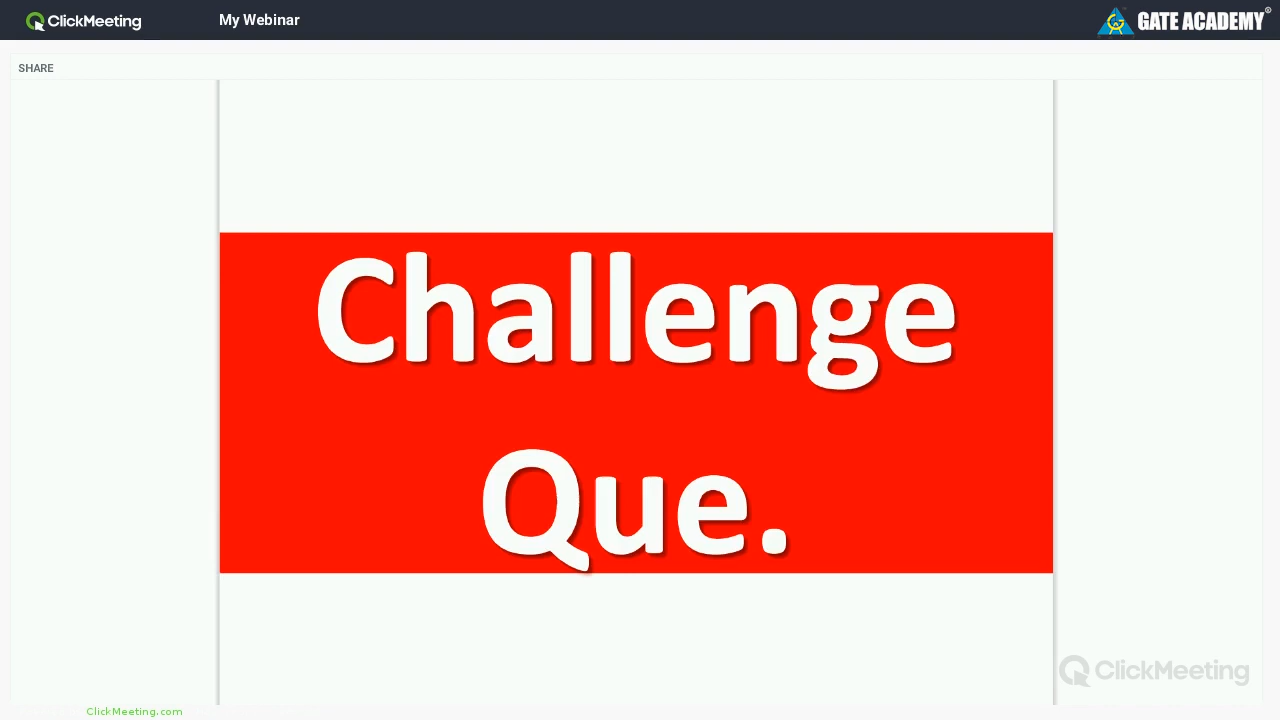 ClickMeeting
My Webinar
GATE ACADEMY®
SHARE
Challenge
Que.
ClickMeeting
ClickMeeting.com